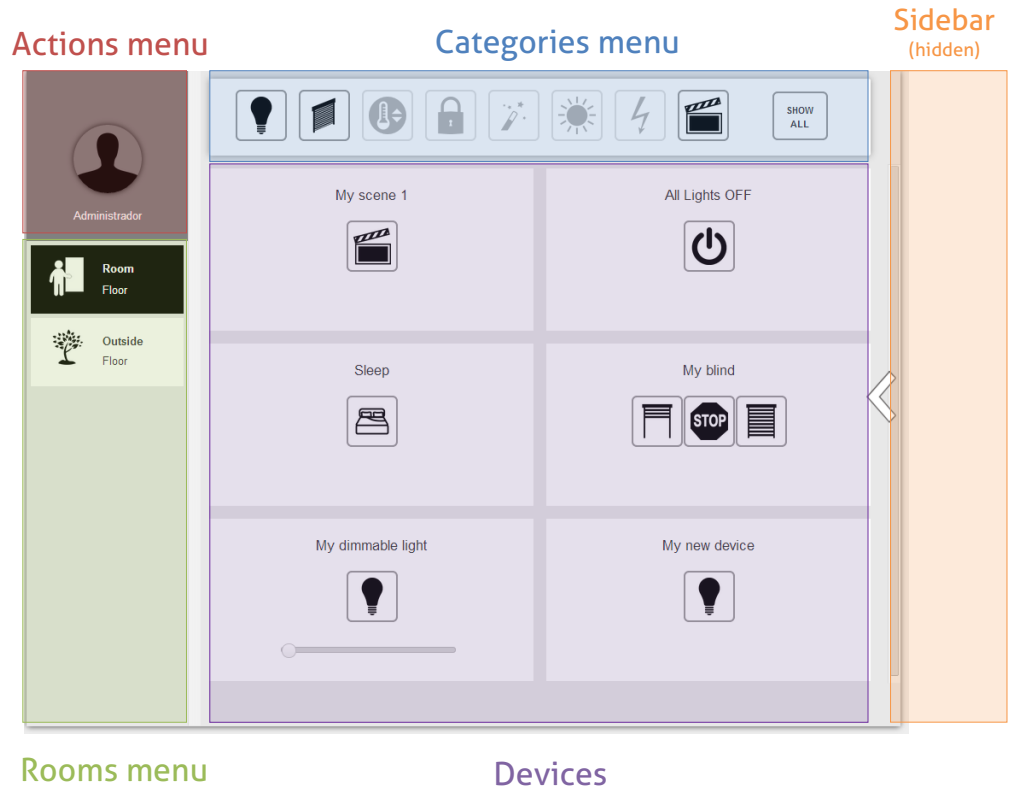 Sidebar
(hidden)
Actions menu
Categories menu
SHOW
ALL
Administrador
Room
Floor
Outside
Floor
My scene 1
All Lights OFF
Sleep
My blind
STOP
My dimmable light
My new device
Rooms menu
Devices